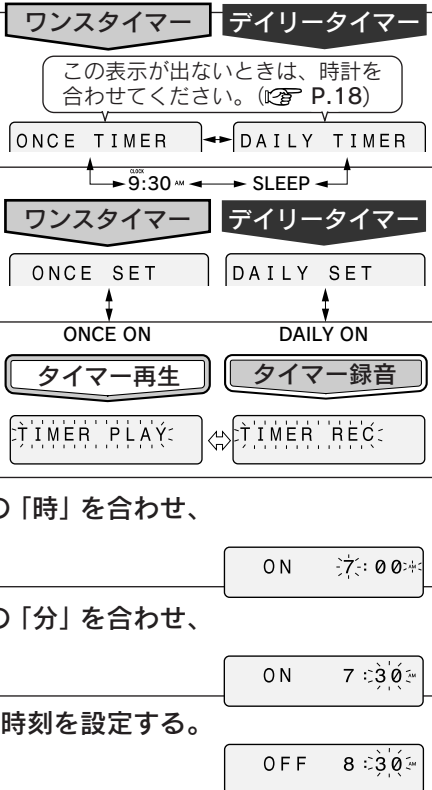 ワンスタイマー デイリータイマー
この表示が出ないときは、時計を
合わせてください。(☞ P.18)
ONCE TIMER DAILY TIMER
CLOCK
9:30 AM SLEEP
ワンスタイマー デイリータイマー
ONCE SET DAILY SET
ONCE ON DAILY ON
タイマー再生 タイマー録音
TIMER PLAY TIMER REC
の「時」を合わせ、
ON 7:00 AM
の「分」を合わせ、
ON 7:30 AM
時刻を設定する。
OFF 8:30 AM